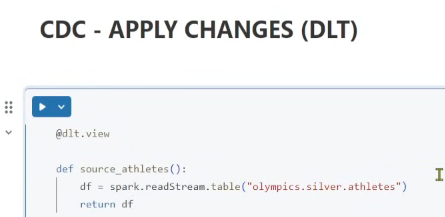 CDC - APPLY CHANGES (DLT)
@dlt.view
def source_athletes():
df = spark.readStream.table("olympics.silver.athletes")
return df